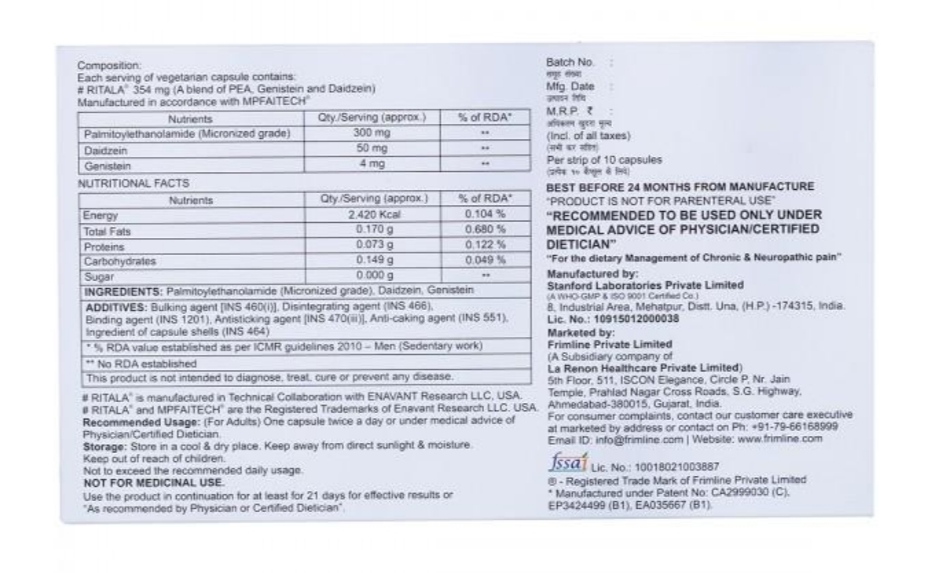 Composition:
Each serving of vegetarian capsule contains:
# RITALA® 354 mg (A blend of PEA, Genistein and Daidzein)
Manufactured in accordance with MPFAITECH®
Nutrients Qty./Serving (approx.) % of RDA*
Palmitoylethanolamide (Micronized grade) 300 mg **
Daidzein 50 mg **
Genistein 4 mg **
NUTRITIONAL FACTS
Nutrients Qty./Serving (approx.) % of RDA*
Energy 2.420 Kcal 0.104 %
Total Fats 0.170 g 0.680 %
Proteins 0.073 g 0.122 %
Carbohydrates 0.149 g 0.049 %
Sugar 0.000 g **
INGREDIENTS: Palmitoylethanolamide (Micronized grade), Daidzein, Genistein
ADDITIVES: Bulking agent [INS 460(i)], Disintegrating agent (INS 466),
Binding agent (INS 1201), Antisticking agent [INS 470(iii)], Anti-caking agent (INS 551),
Ingredient of capsule shells (INS 464)
* % RDA value established as per ICMR guidelines 2010 – Men (Sedentary work)
** No RDA established
This product is not intended to diagnose, treat, cure or prevent any disease.
# RITALA® is manufactured in Technical Collaboration with ENAVANT Research LLC, USA.
# RITALA® and MPFAITECH® are the Registered Trademarks of Enavant Research LLC. USA.
Recommended Usage: (For Adults) One capsule twice a day or under medical advice of
Physician/Certified Dietician.
Storage: Store in a cool & dry place. Keep away from direct sunlight & moisture.
Keep out of reach of children.
Not to exceed the recommended daily usage.
NOT FOR MEDICINAL USE.
Use the product in continuation for at least for 21 days for effective results or
"As recommended by Physician or Certified Dietician".
Batch No. :
समूह संख्या
Mfg. Date :
उत्पादन तिथि
M.R.P. ₹ :
अधिकतम खुदरा मूल्य
(Incl. of all taxes)
(सभी कर सहित)
Per strip of 10 capsules
(प्रत्येक १० कैप्सूल के लिये)
BEST BEFORE 24 MONTHS FROM MANUFACTURE
"PRODUCT IS NOT FOR PARENTERAL USE"
"RECOMMENDED TO BE USED ONLY UNDER
MEDICAL ADVICE OF PHYSICIAN/CERTIFIED
DIETICIAN"
"For the dietary Management of Chronic & Neuropathic pain"
Manufactured by:
Stanford Laboratories Private Limited
(A WHO-GMP & ISO 9001 Certified Co.)
8, Industrial Area, Mehatpur, Distt. Una, (H.P.) -174315, India.
Lic. No.: 10915012000038
Marketed by:
Frimline Private Limited
(A Subsidiary company of
La Renon Healthcare Private Limited)
5th Floor, 511, ISCON Elegance, Circle P, Nr. Jain
Temple, Prahlad Nagar Cross Roads, S.G. Highway,
Ahmedabad-380015, Gujarat, India.
For consumer complaints, contact our customer care executive
at marketed by address or contact on Ph: +91-79-66168999
Email ID: info@frimline.com | Website: www.frimline.com
fssai Lic. No.: 10018021003887
® - Registered Trade Mark of Frimline Private Limited
* Manufactured under Patent No: CA2999030 (C),
EP3424499 (B1), EA035667 (B1).